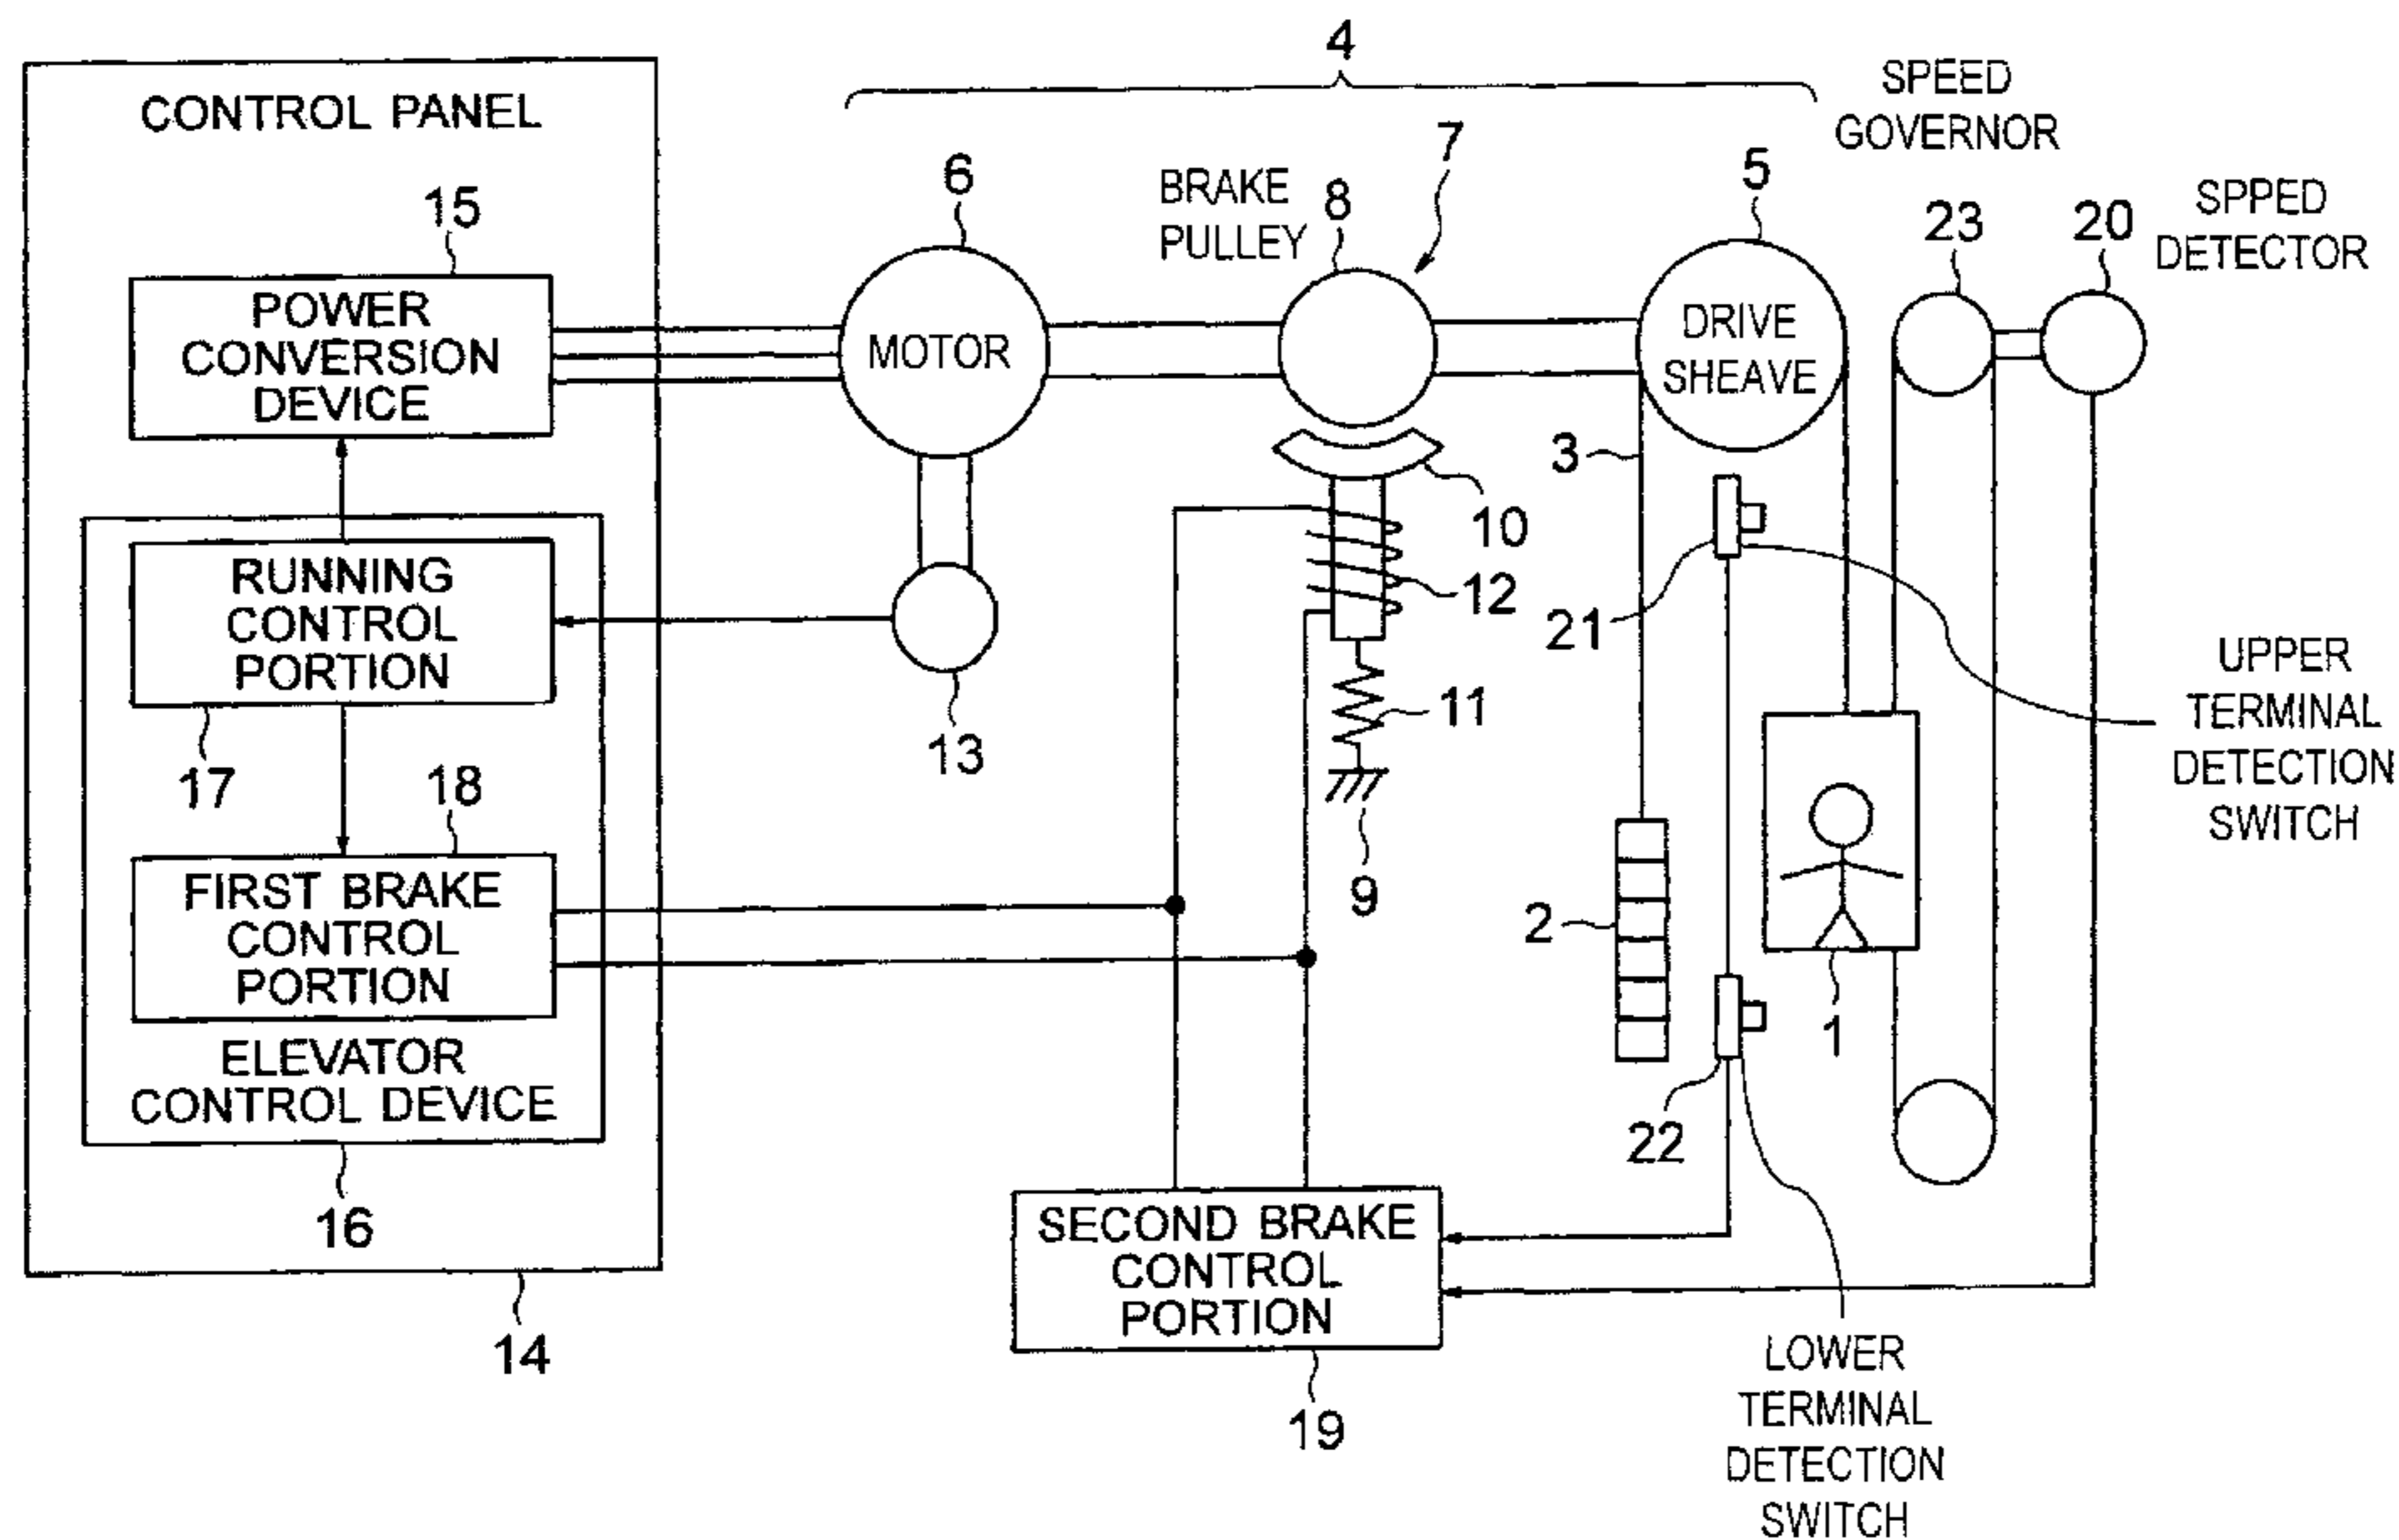 4
CONTROL PANEL
SPEED
GOVERNOR
7
6
BRAKE
PULLEY
8
5
SPPED
DETECTOR
23
20
15
POWER
CONVERSION
DEVICE
MOTOR
DRIVE
SHEAVE
3
10
12
21
RUNNING
CONTROL
PORTION
UPPER
TERMINAL
DETECTION
SWITCH
11
13
17
18
9
2
FIRST BRAKE
CONTROL
PORTION
1
ELEVATOR
CONTROL DEVICE
22
16
SECOND BRAKE
CONTROL
PORTION
14
19
LOWER
TERMINAL
DETECTION
SWITCH